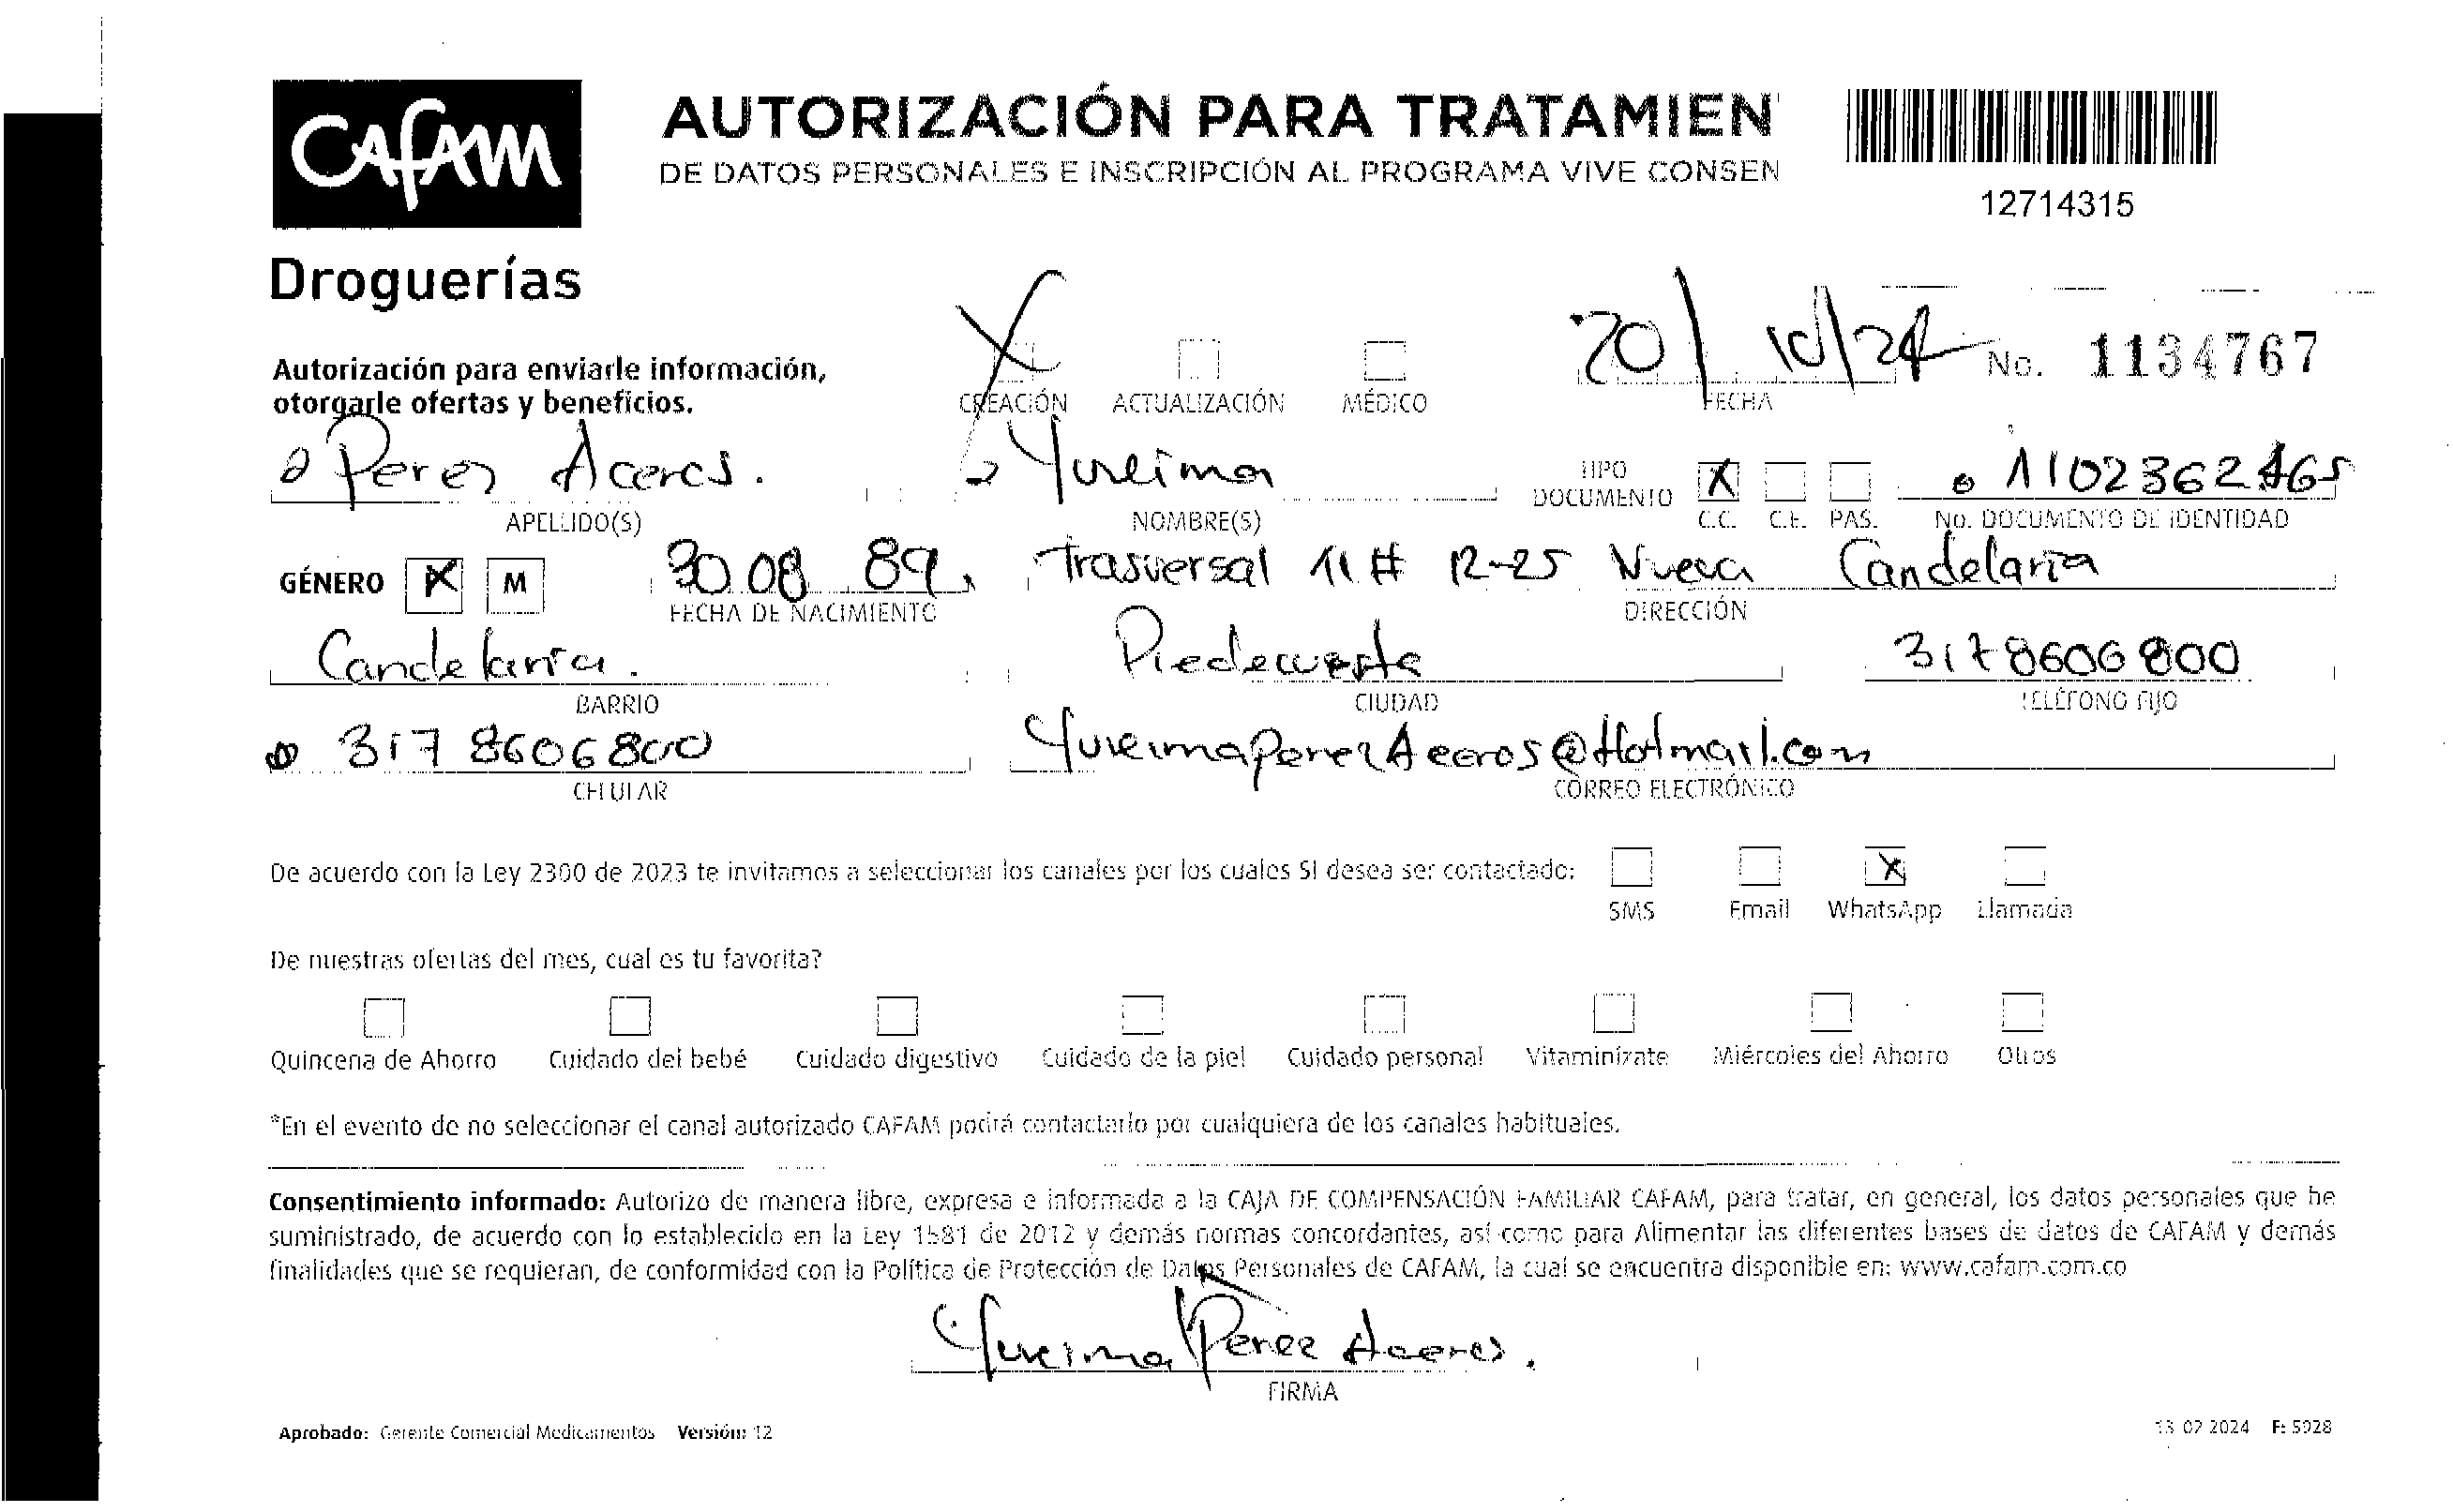 CAFAM
AUTORIZACIÓN PARA TRATAMIEN
DE DATOS PERSONALES E INSCRIPCIÓN AL PROGRAMA VIVE CONSEN
12714315
Droguerías
Autorización para enviarle información,
otorgarle ofertas y beneficios.
X
CREACIÓN ACTUALIZACIÓN MÉDICO
20/10/24
FECHA
No. 1134767
Perez Aceros.
APELLIDO(S)
Yureima
NOMBRE(S)
TIPO
DOCUMENTO
X
C.C. C.E. PAS.
1102362465
No. DOCUMENTO DE IDENTIDAD
GÉNERO X M
30 08 89
FECHA DE NACIMIENTO
Trasversal 11 # 12-25 Nueva Candelaria
DIRECCIÓN
Candelaria.
BARRIO
Piedecuesta
CIUDAD
3178606800
TELÉFONO FIJO
317 8606800
CELULAR
YureimaperezAceros@Hotmail.com
CORREO ELECTRÓNICO
De acuerdo con la Ley 2300 de 2023 te invitamos a seleccionar los canales por los cuales SI desea ser contactado:
X
SMS Email WhatsApp Llamada
De nuestras ofertas del mes, cual es tu favorita?
Quincena de Ahorro Cuidado del bebé Cuidado digestivo Cuidado de la piel Cuidado personal Vitaminízate Miércoles del Ahorro Otros
*En el evento de no seleccionar el canal autorizado CAFAM podrá contactarlo por cualquiera de los canales habituales.
Consentimiento informado: Autorizo de manera libre, expresa e informada a la CAJA DE COMPENSACIÓN FAMILIAR CAFAM, para tratar, en general, los datos personales que he
suministrado, de acuerdo con lo establecido en la Ley 1581 de 2012 y demás normas concordantes, así como para Alimentar las diferentes bases de datos de CAFAM y demás
finalidades que se requieran, de conformidad con la Política de Protección de Datos Personales de CAFAM, la cual se encuentra disponible en: www.cafam.com.co
Yureima Perez Aceros.
FIRMA
Aprobado: Gerente Comercial Medicamentos Versión: 12
13 02 2024 F: 5928